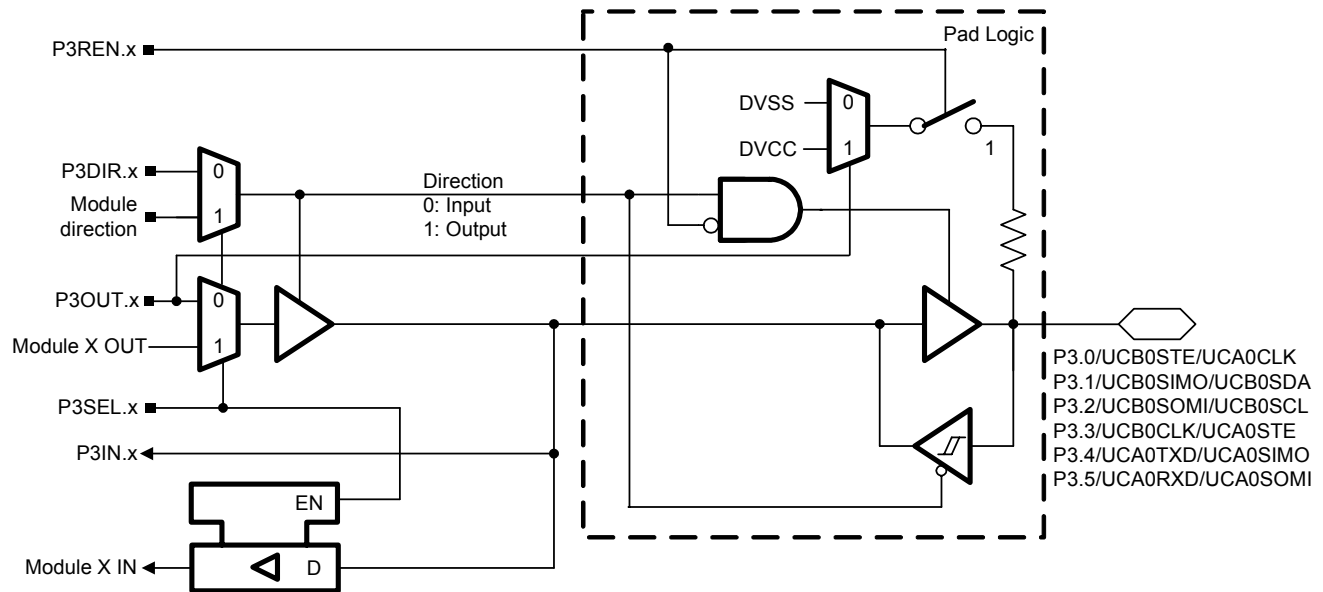 Pad Logic
P3REN.x
DVSS
0
DVCC
1
1
P3DIR.x
0
Module
direction
1
Direction
0: Input
1: Output
P3OUT.x
0
Module X OUT
1
P3SEL.x
P3IN.x
EN
Module X IN
D
P3.0/UCB0STE/UCA0CLK
P3.1/UCB0SIMO/UCB0SDA
P3.2/UCB0SOMI/UCB0SCL
P3.3/UCB0CLK/UCA0STE
P3.4/UCA0TXD/UCA0SIMO
P3.5/UCA0RXD/UCA0SOMI